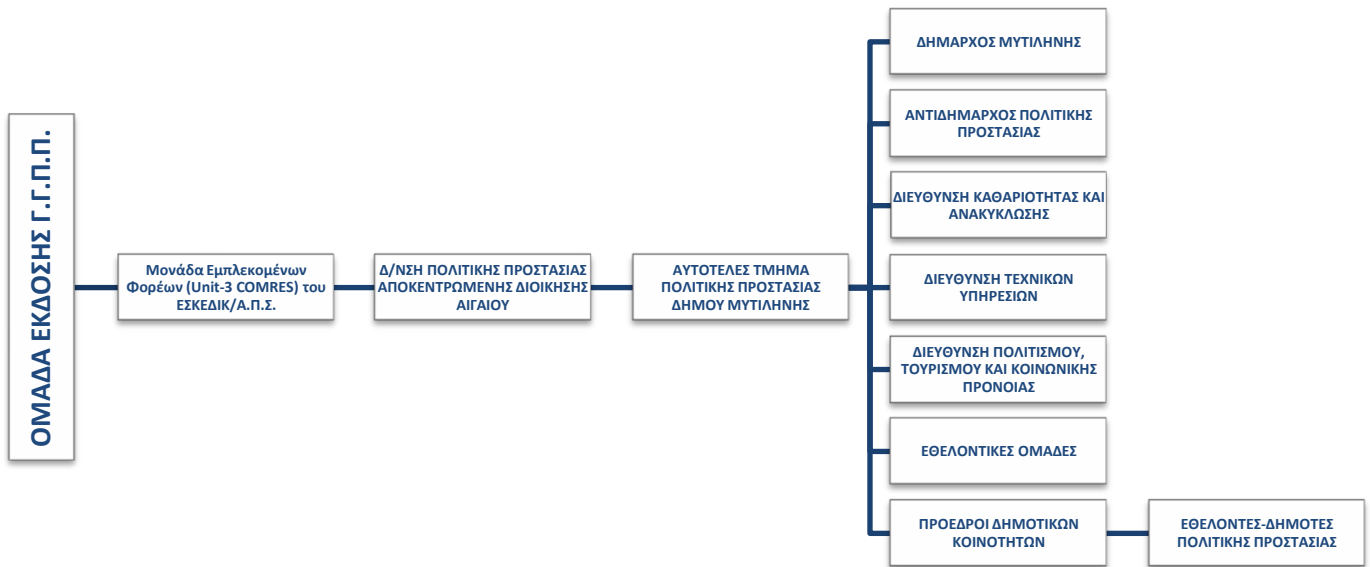 ΟΜΑΔΑ ΕΚΔΟΣΗΣ Γ.Γ.Π.Π.
Μονάδα Εμπλεκομένων
Φορέων (Unit-3 COMRES) του
ΕΣΚΕΔΙΚ/Α.Π.Σ.
Δ/ΝΣΗ ΠΟΛΙΤΙΚΗΣ ΠΡΟΣΤΑΣΙΑΣ
ΑΠΟΚΕΝΤΡΩΜΕΝΗΣ ΔΙΟΙΚΗΣΗΣ
ΑΙΓΑΙΟΥ
ΑΥΤΟΤΕΛΕΣ ΤΜΗΜΑ
ΠΟΛΙΤΙΚΗΣ ΠΡΟΣΤΑΣΙΑΣ
ΔΗΜΟΥ ΜΥΤΙΛΗΝΗΣ
ΔΗΜΑΡΧΟΣ ΜΥΤΙΛΗΝΗΣ
ΑΝΤΙΔΗΜΑΡΧΟΣ ΠΟΛΙΤΙΚΗΣ
ΠΡΟΣΤΑΣΙΑΣ
ΔΙΕΥΘΥΝΣΗ ΚΑΘΑΡΙΟΤΗΤΑΣ ΚΑΙ
ΑΝΑΚΥΚΛΩΣΗΣ
ΔΙΕΥΘΥΝΣΗ ΤΕΧΝΙΚΩΝ
ΥΠΗΡΕΣΙΩΝ
ΔΙΕΥΘΥΝΣΗ ΠΟΛΙΤΙΣΜΟΥ,
ΤΟΥΡΙΣΜΟΥ ΚΑΙ ΚΟΙΝΩΝΙΚΗΣ
ΠΡΟΝΟΙΑΣ
ΕΘΕΛΟΝΤΙΚΕΣ ΟΜΑΔΕΣ
ΠΡΟΕΔΡΟΙ ΔΗΜΟΤΙΚΩΝ
ΚΟΙΝΟΤΗΤΩΝ
ΕΘΕΛΟΝΤΕΣ-ΔΗΜΟΤΕΣ
ΠΟΛΙΤΙΚΗΣ ΠΡΟΣΤΑΣΙΑΣ